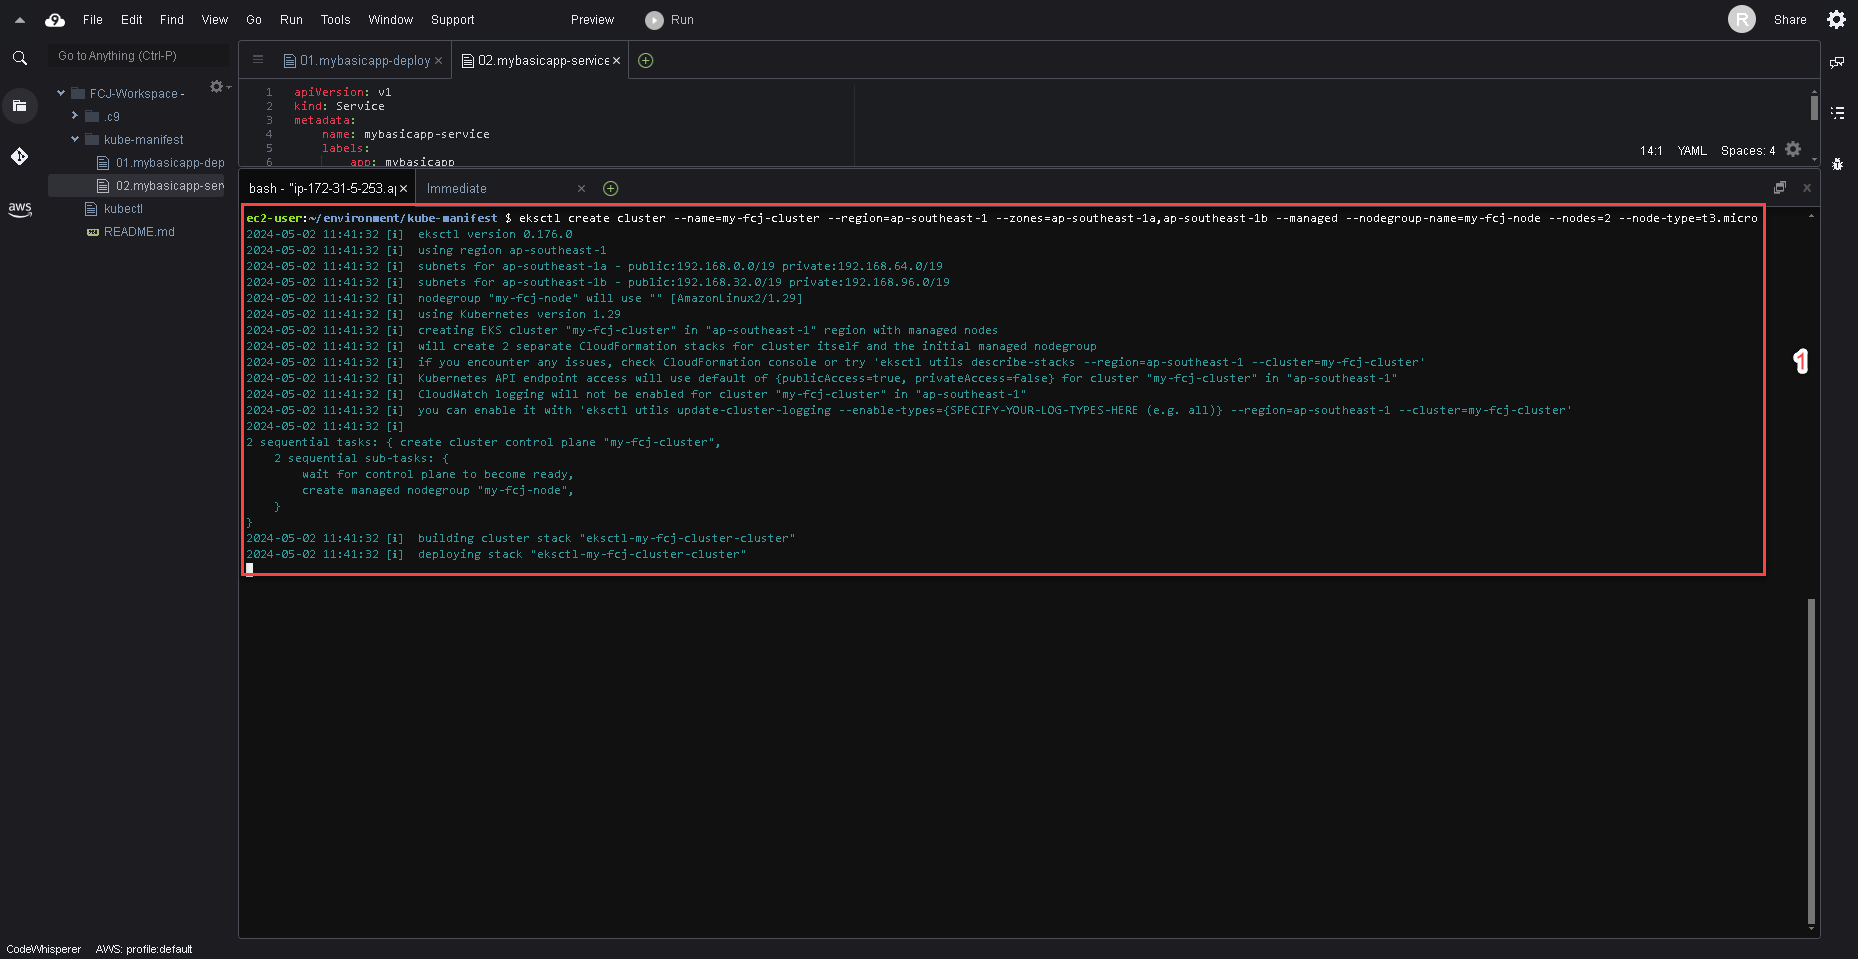 File Edit Find View Go Run Tools Window Support Preview Run R Share
Go to Anything (Ctrl-P)
01.mybasicapp-deploy
02.mybasicapp-service
FCJ-Workspace -
.c9
kube-manifest
01.mybasicapp-dep
02.mybasicapp-ser
kubectl
README.md
aws
1 apiVersion: v1
2 kind: Service
3 metadata:
4 name: mybasicapp-service
5 labels:
6 app: mybasicapp
14:1 YAML Spaces: 4
bash - "ip-172-31-5-253.ap
Immediate
ec2-user:~/environment/kube-manifest $ eksctl create cluster --name=my-fcj-cluster --region=ap-southeast-1 --zones=ap-southeast-1a,ap-southeast-1b --managed --nodegroup-name=my-fcj-node --nodes=2 --node-type=t3.micro
2024-05-02 11:41:32 [ℹ] eksctl version 0.176.0
2024-05-02 11:41:32 [ℹ] using region ap-southeast-1
2024-05-02 11:41:32 [ℹ] subnets for ap-southeast-1a - public:192.168.0.0/19 private:192.168.64.0/19
2024-05-02 11:41:32 [ℹ] subnets for ap-southeast-1b - public:192.168.32.0/19 private:192.168.96.0/19
2024-05-02 11:41:32 [ℹ] nodegroup "my-fcj-node" will use "" [AmazonLinux2/1.29]
2024-05-02 11:41:32 [ℹ] using Kubernetes version 1.29
2024-05-02 11:41:32 [ℹ] creating EKS cluster "my-fcj-cluster" in "ap-southeast-1" region with managed nodes
2024-05-02 11:41:32 [ℹ] will create 2 separate CloudFormation stacks for cluster itself and the initial managed nodegroup
2024-05-02 11:41:32 [ℹ] if you encounter any issues, check CloudFormation console or try 'eksctl utils describe-stacks --region=ap-southeast-1 --cluster=my-fcj-cluster'
2024-05-02 11:41:32 [ℹ] Kubernetes API endpoint access will use default of {publicAccess=true, privateAccess=false} for cluster "my-fcj-cluster" in "ap-southeast-1"
2024-05-02 11:41:32 [ℹ] CloudWatch logging will not be enabled for cluster "my-fcj-cluster" in "ap-southeast-1"
2024-05-02 11:41:32 [ℹ] you can enable it with 'eksctl utils update-cluster-logging --enable-types={SPECIFY-YOUR-LOG-TYPES-HERE (e.g. all)} --region=ap-southeast-1 --cluster=my-fcj-cluster'
2024-05-02 11:41:32 [ℹ]
2 sequential tasks: { create cluster control plane "my-fcj-cluster",
2 sequential sub-tasks: {
wait for control plane to become ready,
create managed nodegroup "my-fcj-node",
}
}
2024-05-02 11:41:32 [ℹ] building cluster stack "eksctl-my-fcj-cluster-cluster"
2024-05-02 11:41:32 [ℹ] deploying stack "eksctl-my-fcj-cluster-cluster"
1
CodeWhisperer AWS: profile:default